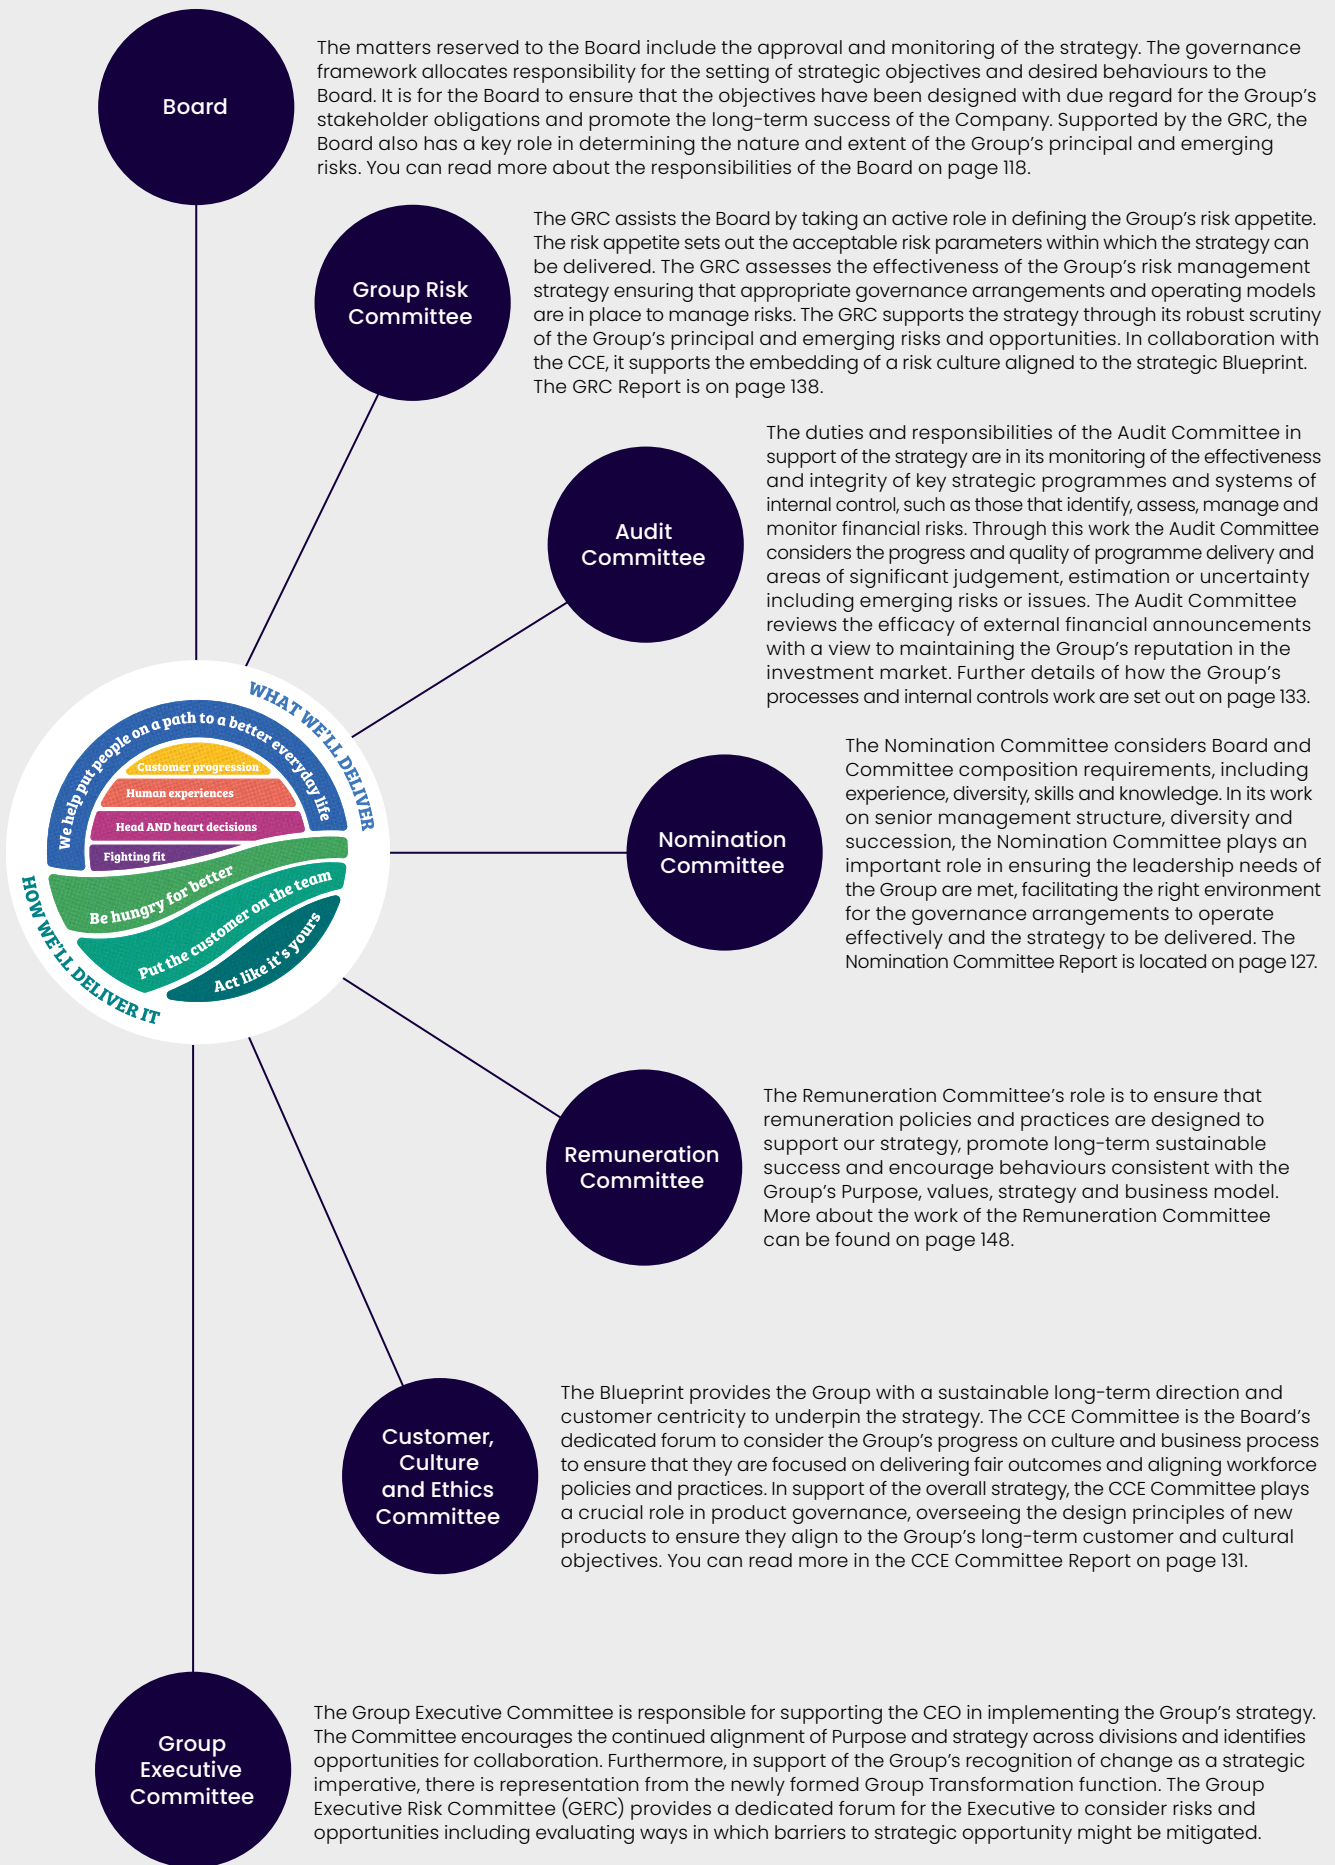 Board
The matters reserved to the Board include the approval and monitoring of the strategy. The governance
framework allocates responsibility for the setting of strategic objectives and desired behaviours to the
Board. It is for the Board to ensure that the objectives have been designed with due regard for the Group’s
stakeholder obligations and promote the long-term success of the Company. Supported by the GRC, the
Board also has a key role in determining the nature and extent of the Group’s principal and emerging
risks. You can read more about the responsibilities of the Board on page 118.
Group Risk
Committee
The GRC assists the Board by taking an active role in defining the Group’s risk appetite.
The risk appetite sets out the acceptable risk parameters within which the strategy can
be delivered. The GRC assesses the effectiveness of the Group’s risk management
strategy ensuring that appropriate governance arrangements and operating models
are in place to manage risks. The GRC supports the strategy through its robust scrutiny
of the Group’s principal and emerging risks and opportunities. In collaboration with
the CCE, it supports the embedding of a risk culture aligned to the strategic Blueprint.
The GRC Report is on page 138.
Audit
Committee
The duties and responsibilities of the Audit Committee in
support of the strategy are in its monitoring of the effectiveness
and integrity of key strategic programmes and systems of
internal control, such as those that identify, assess, manage and
monitor financial risks. Through this work the Audit Committee
considers the progress and quality of programme delivery and
areas of significant judgement, estimation or uncertainty
including emerging risks or issues. The Audit Committee
reviews the efficacy of external financial announcements
with a view to maintaining the Group’s reputation in the
investment market. Further details of how the Group’s
processes and internal controls work are set out on page 133.
WHAT WE’LL DELIVER
We help put people on a path to a better everyday life
Customer progression
Human experiences
Head AND heart decisions
Fighting fit
Be hungry for better
Put the customer on the team
Act like it’s yours
HOW WE’LL DELIVER IT
Nomination
Committee
The Nomination Committee considers Board and
Committee composition requirements, including
experience, diversity, skills and knowledge. In its work
on senior management structure, diversity and
succession, the Nomination Committee plays an
important role in ensuring the leadership needs of
the Group are met, facilitating the right environment
for the governance arrangements to operate
effectively and the strategy to be delivered. The
Nomination Committee Report is located on page 127.
Remuneration
Committee
The Remuneration Committee’s role is to ensure that
remuneration policies and practices are designed to
support our strategy, promote long-term sustainable
success and encourage behaviours consistent with the
Group’s Purpose, values, strategy and business model.
More about the work of the Remuneration Committee
can be found on page 148.
Customer,
Culture
and Ethics
Committee
The Blueprint provides the Group with a sustainable long-term direction and
customer centricity to underpin the strategy. The CCE Committee is the Board’s
dedicated forum to consider the Group’s progress on culture and business process
to ensure that they are focused on delivering fair outcomes and aligning workforce
policies and practices. In support of the overall strategy, the CCE Committee plays
a crucial role in product governance, overseeing the design principles of new
products to ensure they align to the Group’s long-term customer and cultural
objectives. You can read more in the CCE Committee Report on page 131.
Group
Executive
Committee
The Group Executive Committee is responsible for supporting the CEO in implementing the Group’s strategy.
The Committee encourages the continued alignment of Purpose and strategy across divisions and identifies
opportunities for collaboration. Furthermore, in support of the Group’s recognition of change as a strategic
imperative, there is representation from the newly formed Group Transformation function. The Group
Executive Risk Committee (GERC) provides a dedicated forum for the Executive to consider risks and
opportunities including evaluating ways in which barriers to strategic opportunity might be mitigated.